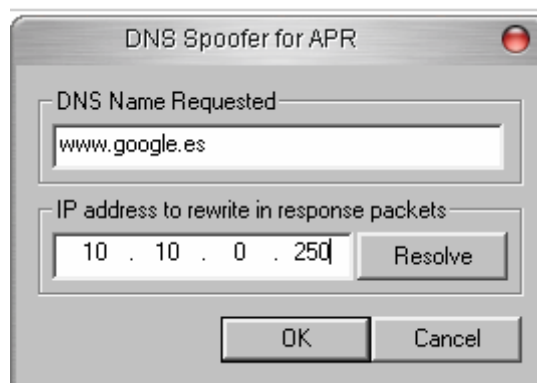 DNS Spoofer for APR
DNS Name Requested
www.google.es
IP address to rewrite in response packets
10 . 10 . 0 . 250
Resolve
OK
Cancel